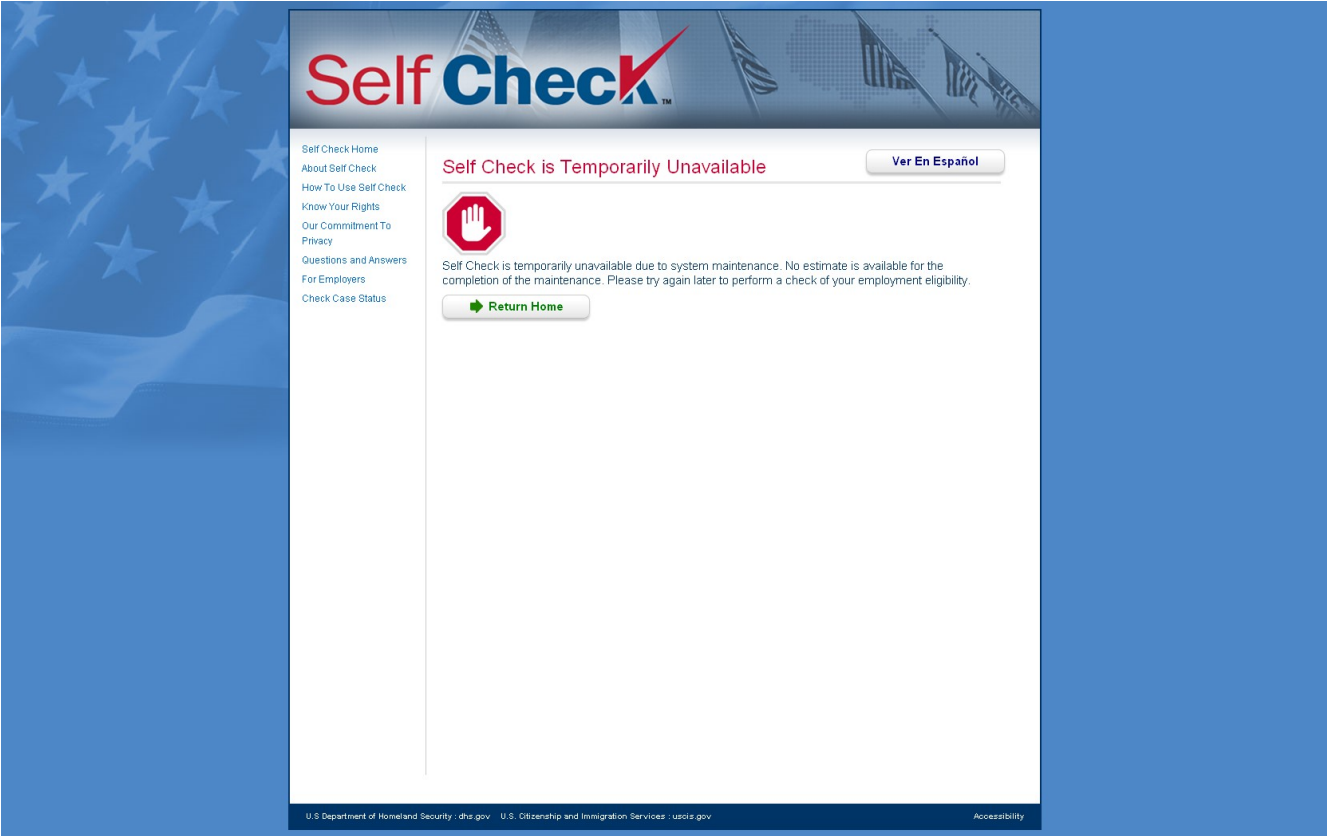 Self Check™
Self Check Home
About Self Check
How To Use Self Check
Know Your Rights
Our Commitment To
Privacy
Questions and Answers
For Employers
Check Case Status
Self Check is Temporarily Unavailable
Ver En Español
Self Check is temporarily unavailable due to system maintenance. No estimate is available for the
completion of the maintenance. Please try again later to perform a check of your employment eligibility.
Return Home
U.S Department of Homeland Security : dhs.gov U.S. Citizenship and Immigration Services : uscis.gov Accessibility